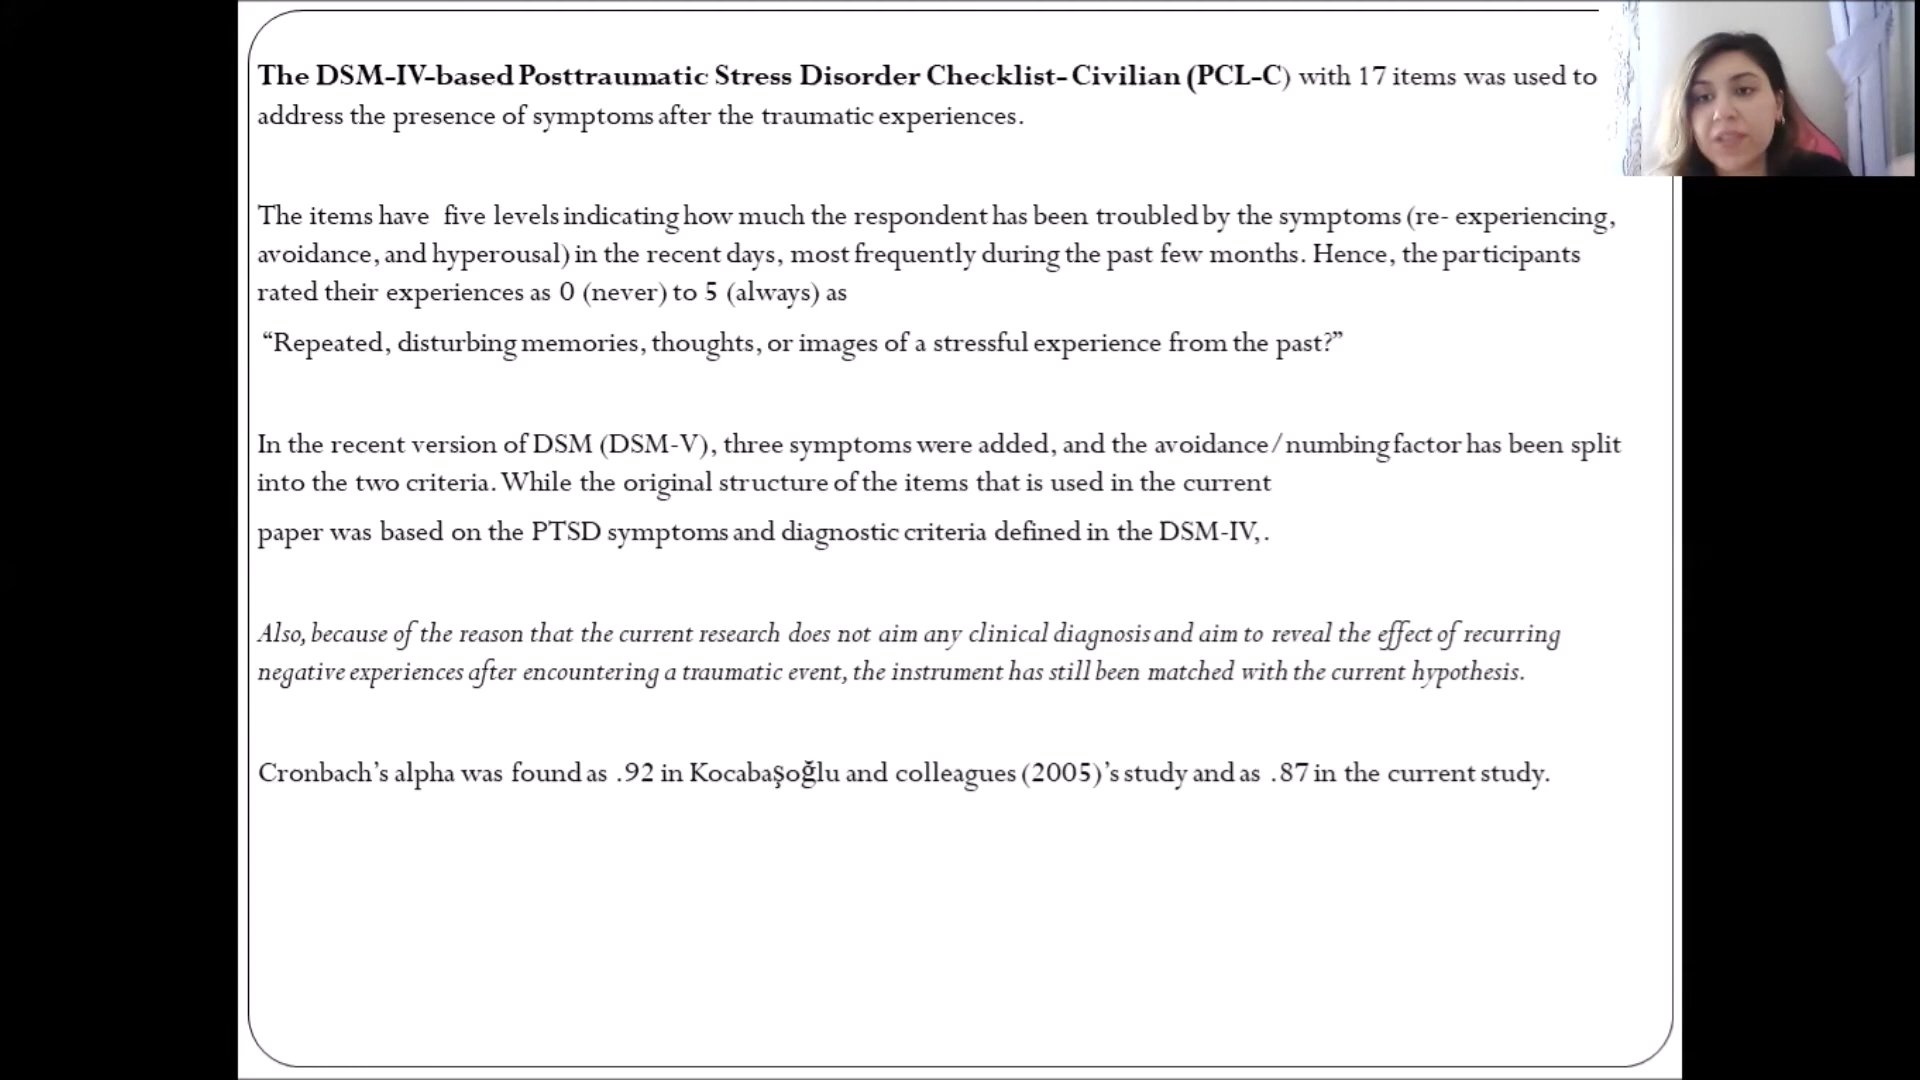 The DSM-IV-based Posttraumatic Stress Disorder Checklist- Civilian (PCL-C) with 17 items was used to
address the presence of symptoms after the traumatic experiences.
The items have five levels indicating how much the respondent has been troubled by the symptoms (re- experiencing,
avoidance, and hyperousal) in the recent days, most frequently during the past few months. Hence, the participants
rated their experiences as 0 (never) to 5 (always) as
“Repeated, disturbing memories, thoughts, or images of a stressful experience from the past?”
In the recent version of DSM (DSM-V), three symptoms were added, and the avoidance/numbing factor has been split
into the two criteria. While the original structure of the items that is used in the current
paper was based on the PTSD symptoms and diagnostic criteria defined in the DSM-IV,.
Also, because of the reason that the current research does not aim any clinical diagnosis and aim to reveal the effect of recurring
negative experiences after encountering a traumatic event, the instrument has still been matched with the current hypothesis.
Cronbach’s alpha was found as .92 in Kocabaşoğlu and colleagues (2005)’s study and as .87 in the current study.